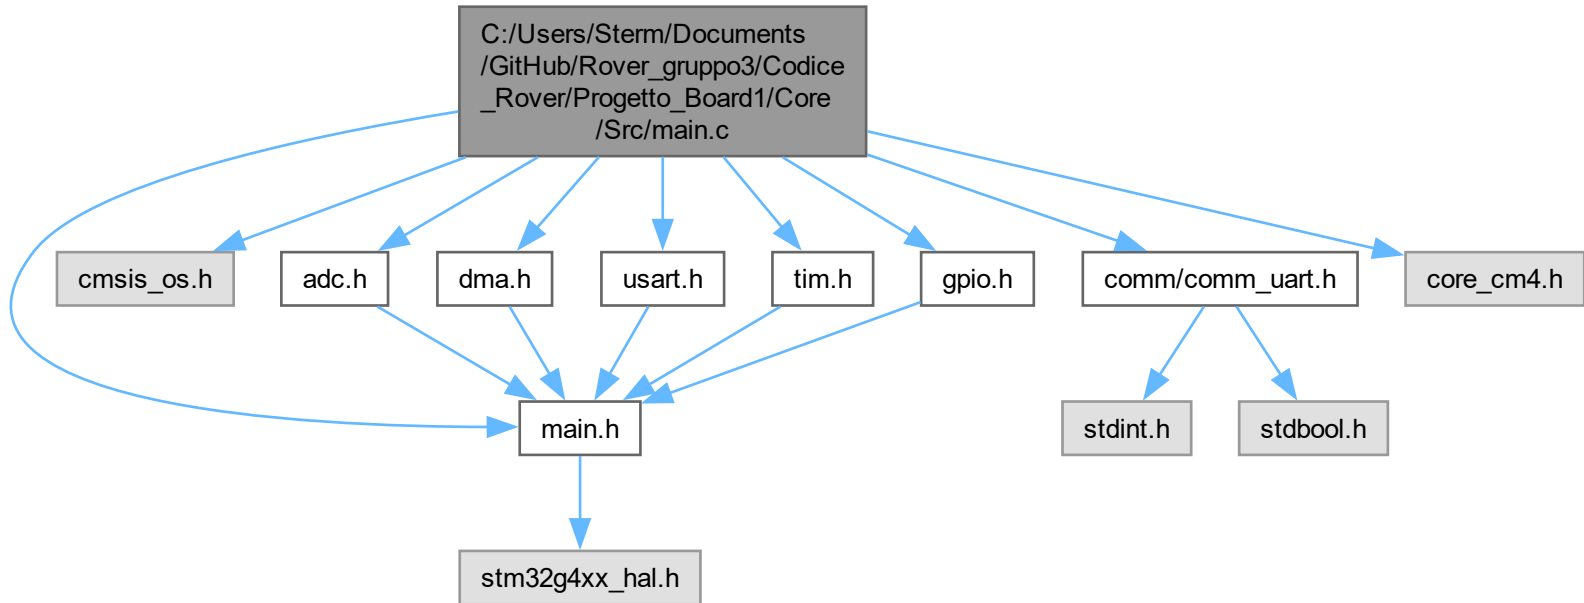 C:/Users/Sterm/Documents
/GitHub/Rover_gruppo3/Codice
_Rover/Progetto_Board1/Core
/Src/main.c
cmsis_os.h
adc.h
dma.h
usart.h
tim.h
gpio.h
comm/comm_uart.h
core_cm4.h
main.h
stdint.h
stdbool.h
stm32g4xx_hal.h